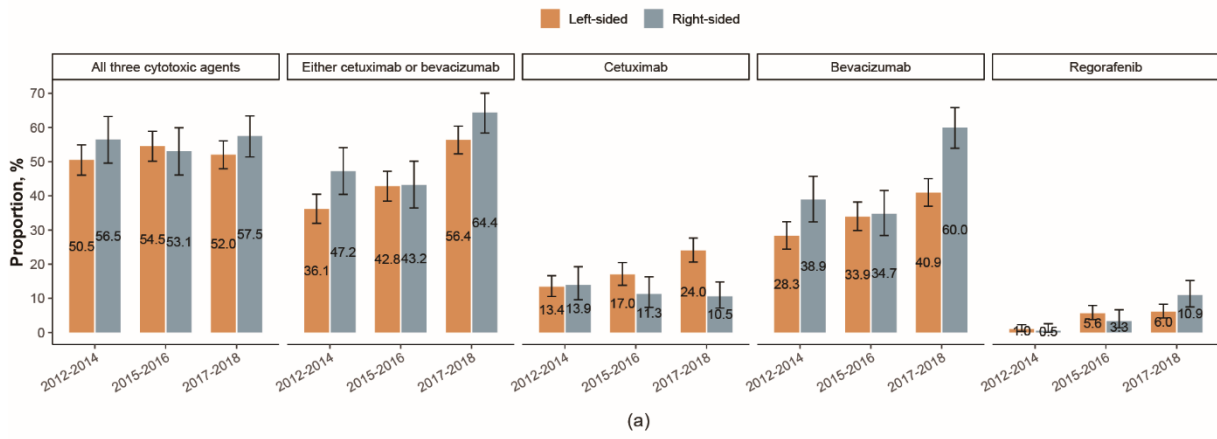 Left-sided Right-sided
All three cytotoxic agents Either cetuximab or bevacizumab Cetuximab Bevacizumab Regorafenib
Proportion, %
70
60
50
40
30
20
10
0
50.5 56.5 54.5 53.1 52.0 57.5
36.1 47.2 42.8 43.2 56.4 64.4
13.4 13.9 17.0 11.3 24.0 10.5
28.3 38.9 33.9 34.7 40.9 60.0
1.0 0.5 5.6 3.3 6.0 10.9
2012-2014 2015-2016 2017-2018 2012-2014 2015-2016 2017-2018 2012-2014 2015-2016 2017-2018 2012-2014 2015-2016 2017-2018 2012-2014 2015-2016 2017-2018
(a)